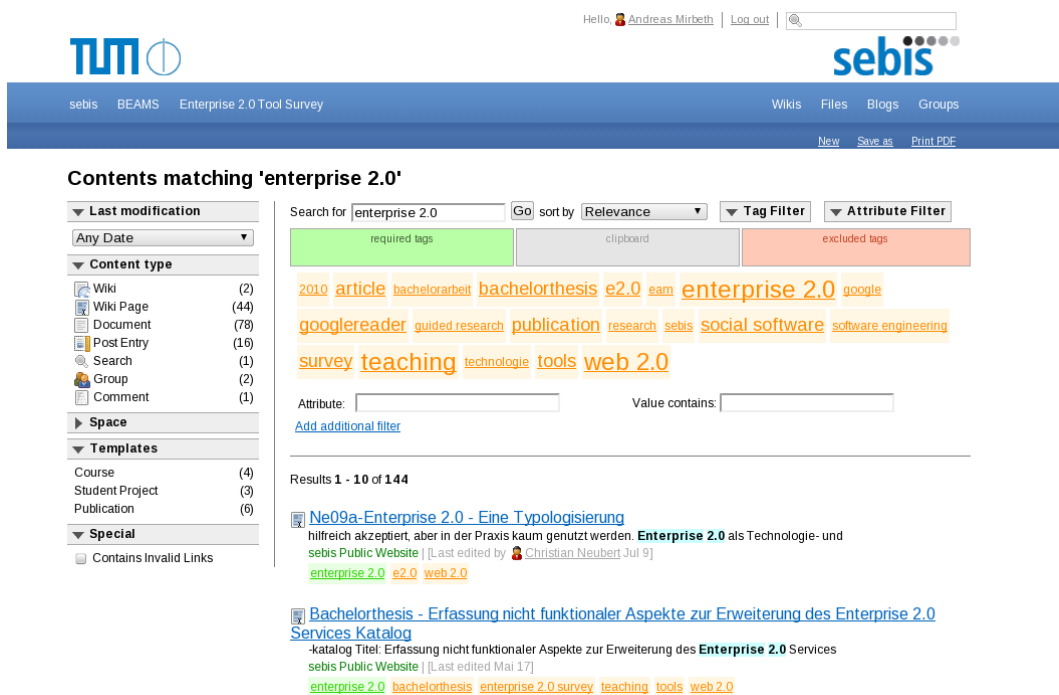 Hello, Andreas Mirbeth | Log out |
TUM
sebis
sebis BEAMS Enterprise 2.0 Tool Survey Wikis Files Blogs Groups
New Save as Print PDF
Contents matching 'enterprise 2.0'
Last modification
Any Date
Content type
Wiki (2)
Wiki Page (44)
Document (78)
Post Entry (16)
Search (1)
Group (2)
Comment (1)
Space
Templates
Course (4)
Student Project (3)
Publication (6)
Special
Contains Invalid Links
Search for enterprise 2.0 Go sort by Relevance Tag Filter Attribute Filter
required tags clipboard excluded tags
2010 article bachelorarbeit bachelorthesis e2.0 eam enterprise 2.0 google
googlereader guided research publication research sebis social software software engineering
survey teaching technologie tools web 2.0
Attribute: Value contains:
Add additional filter
Results 1 - 10 of 144
Ne09a-Enterprise 2.0 - Eine Typologisierung
hilfreich akzeptiert, aber in der Praxis kaum genutzt werden. Enterprise 2.0 als Technologie- und
sebis Public Website | [Last edited by Christian Neubert Jul 9]
enterprise 2.0 e2.0 web 2.0
Bachelorthesis - Erfassung nicht funktionaler Aspekte zur Erweiterung des Enterprise 2.0
Services Katalog
-katalog Titel: Erfassung nicht funktionaler Aspekte zur Erweiterung des Enterprise 2.0 Services
sebis Public Website | [Last edited Mai 17]
enterprise 2.0 bachelorthesis enterprise 2.0 survey teaching tools web 2.0